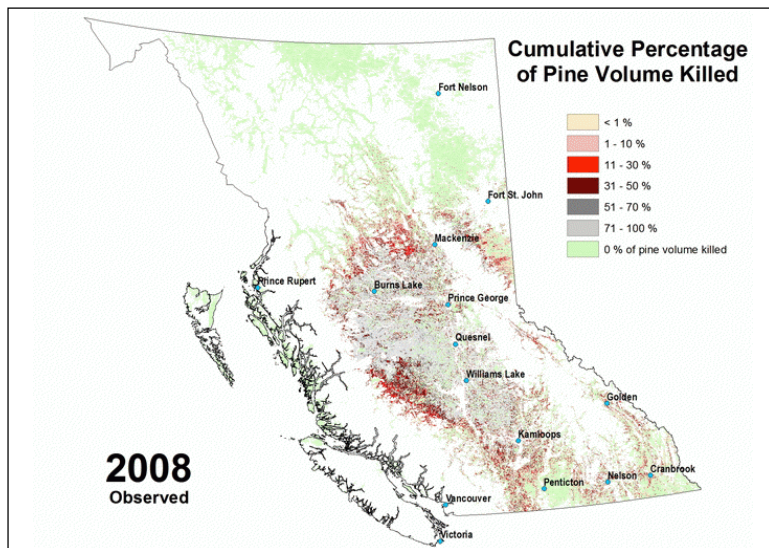 Cumulative Percentage
of Pine Volume Killed
Fort Nelson
< 1 %
1 - 10 %
11 - 30 %
31 - 50 %
51 - 70 %
71 - 100 %
0 % of pine volume killed
Fort St. John
Mackenzie
Prince Rupert
Burns Lake
Prince George
Quesnel
Williams Lake
Golden
Kamloops
2008
Observed
Cranbrook
Nelson
Penticton
Vancouver
Victoria